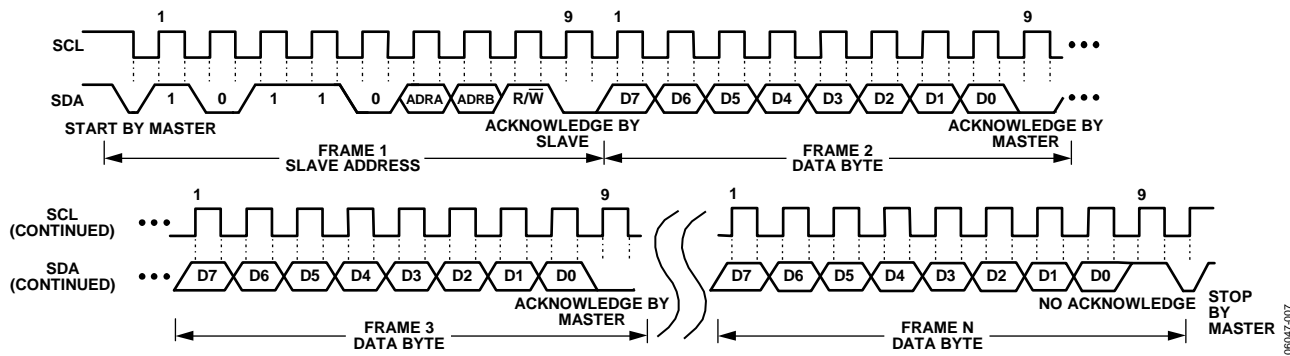 1 9 1 9
SCL
SDA 1 0 1 1 0 ADRA ADRB R/W̅ D7 D6 D5 D4 D3 D2 D1 D0
START BY MASTER ACKNOWLEDGE BY SLAVE ACKNOWLEDGE BY MASTER
FRAME 1 SLAVE ADDRESS FRAME 2 DATA BYTE
1 9 1 9
SCL (CONTINUED)
SDA (CONTINUED) D7 D6 D5 D4 D3 D2 D1 D0 D7 D6 D5 D4 D3 D2 D1 D0
ACKNOWLEDGE BY MASTER NO ACKNOWLEDGE STOP BY MASTER
FRAME 3 DATA BYTE FRAME N DATA BYTE
06047-007